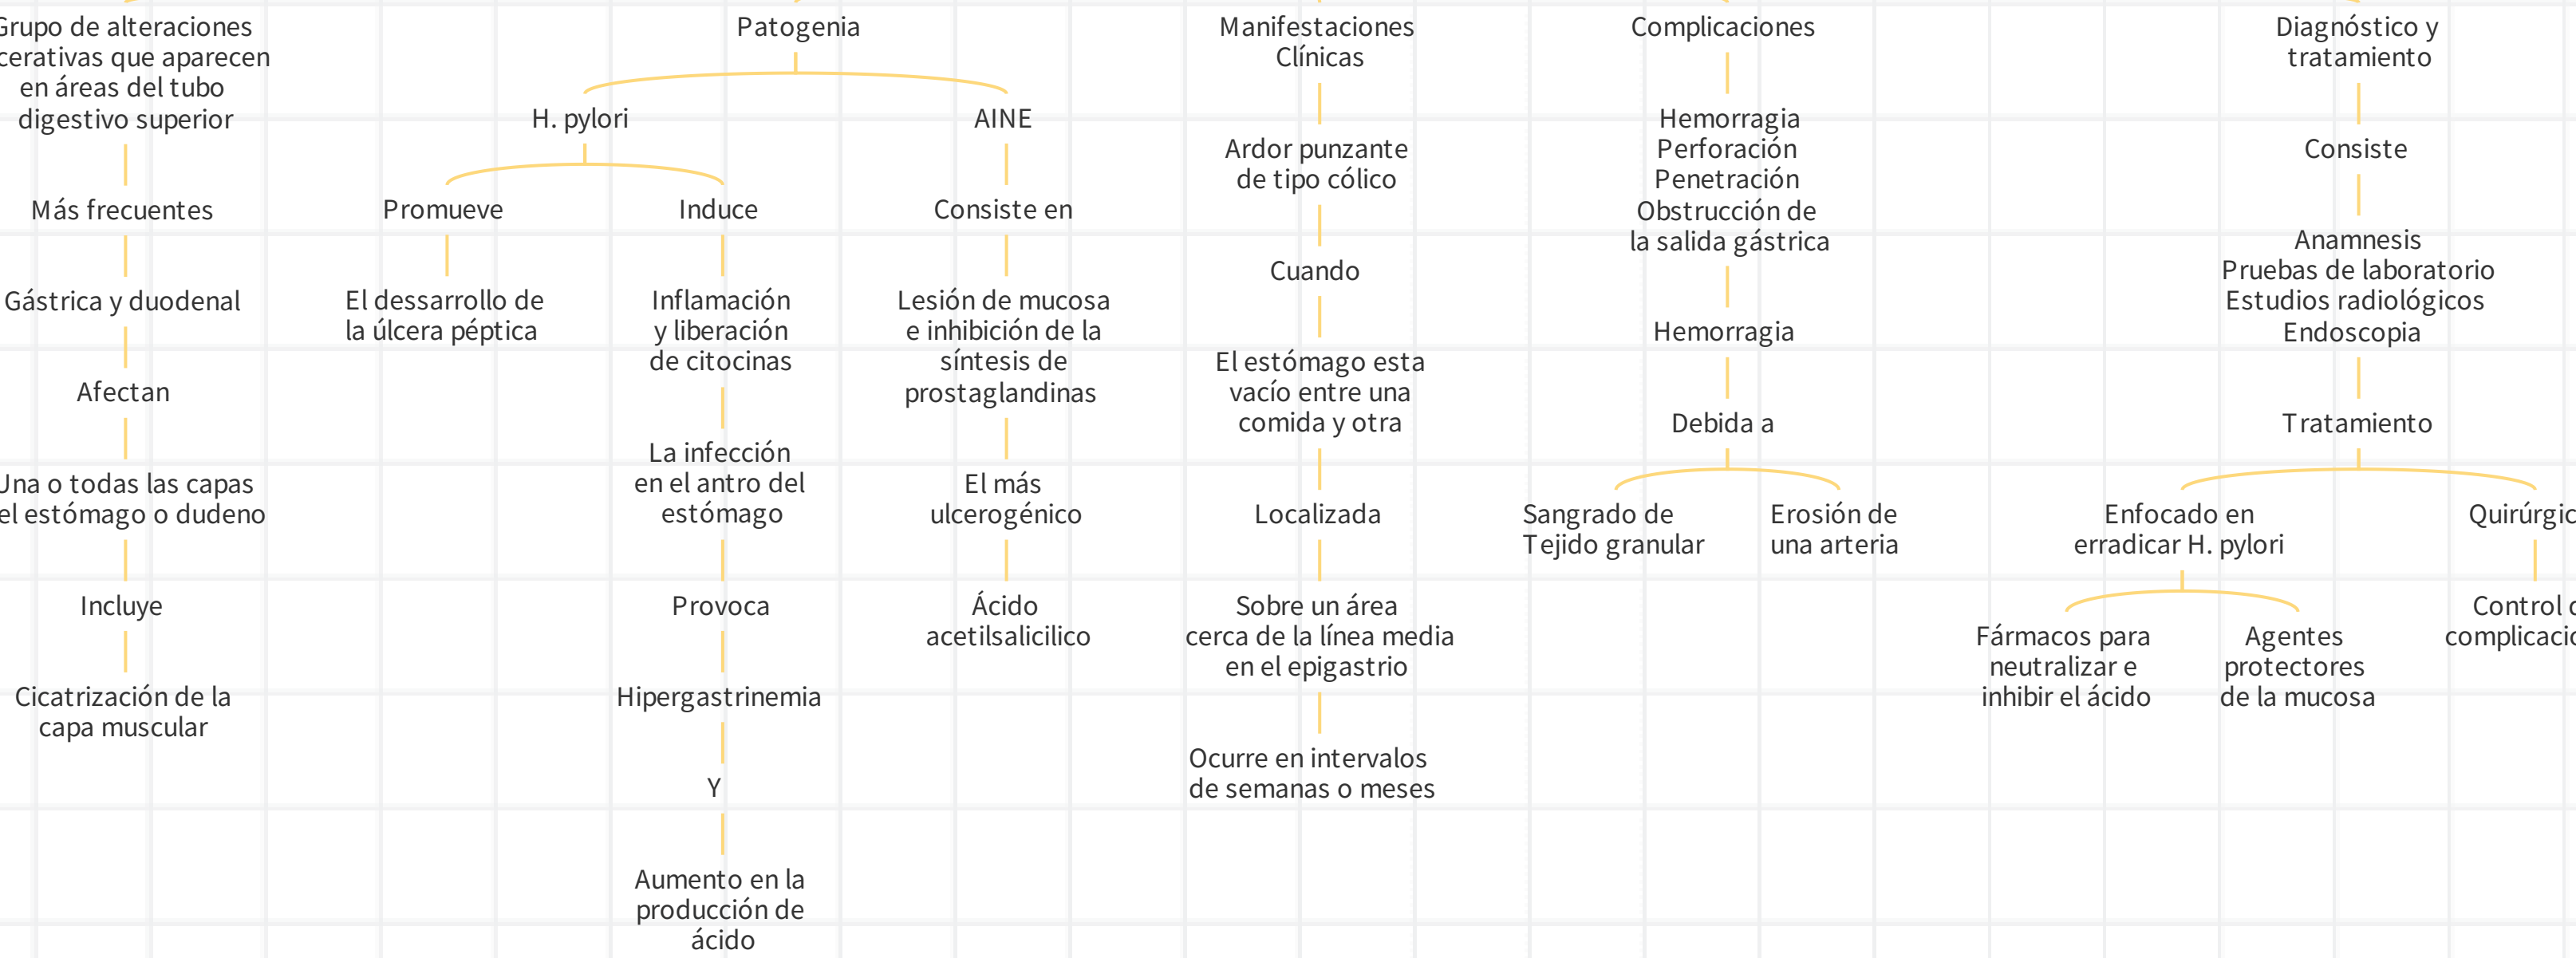 Grupo de alteraciones
cerativas que aparecen
en áreas del tubo
digestivo superior
Más frecuentes
Gástrica y duodenal
Afectan
Una o todas las capas
el estómago o dudeno
Incluye
Cicatrización de la
capa muscular
Patogenia
H. pylori
Promueve
El dessarrollo de
la úlcera péptica
Induce
Inflamación
y liberación
de citocinas
La infección
en el antro del
estómago
Provoca
Hipergastrinemia
Y
Aumento en la
producción de
ácido
AINE
Consiste en
Lesión de mucosa
e inhibición de la
síntesis de
prostaglandinas
El más
ulcerogénico
Ácido
acetilsalicilico
Manifestaciones
Clínicas
Ardor punzante
de tipo cólico
Cuando
El estómago esta
vacío entre una
comida y otra
Localizada
Sobre un área
cerca de la línea media
en el epigastrio
Ocurre en intervalos
de semanas o meses
Complicaciones
Hemorragia
Perforación
Penetración
Obstrucción de
la salida gástrica
Hemorragia
Debida a
Sangrado de
Tejido granular
Erosión de
una arteria
Diagnóstico y
tratamiento
Consiste
Anamnesis
Pruebas de laboratorio
Estudios radiológicos
Endoscopia
Tratamiento
Enfocado en
erradicar H. pylori
Fármacos para
neutralizar e
inhibir el ácido
Agentes
protectores
de la mucosa
Quirúrgic
Control
complicacio